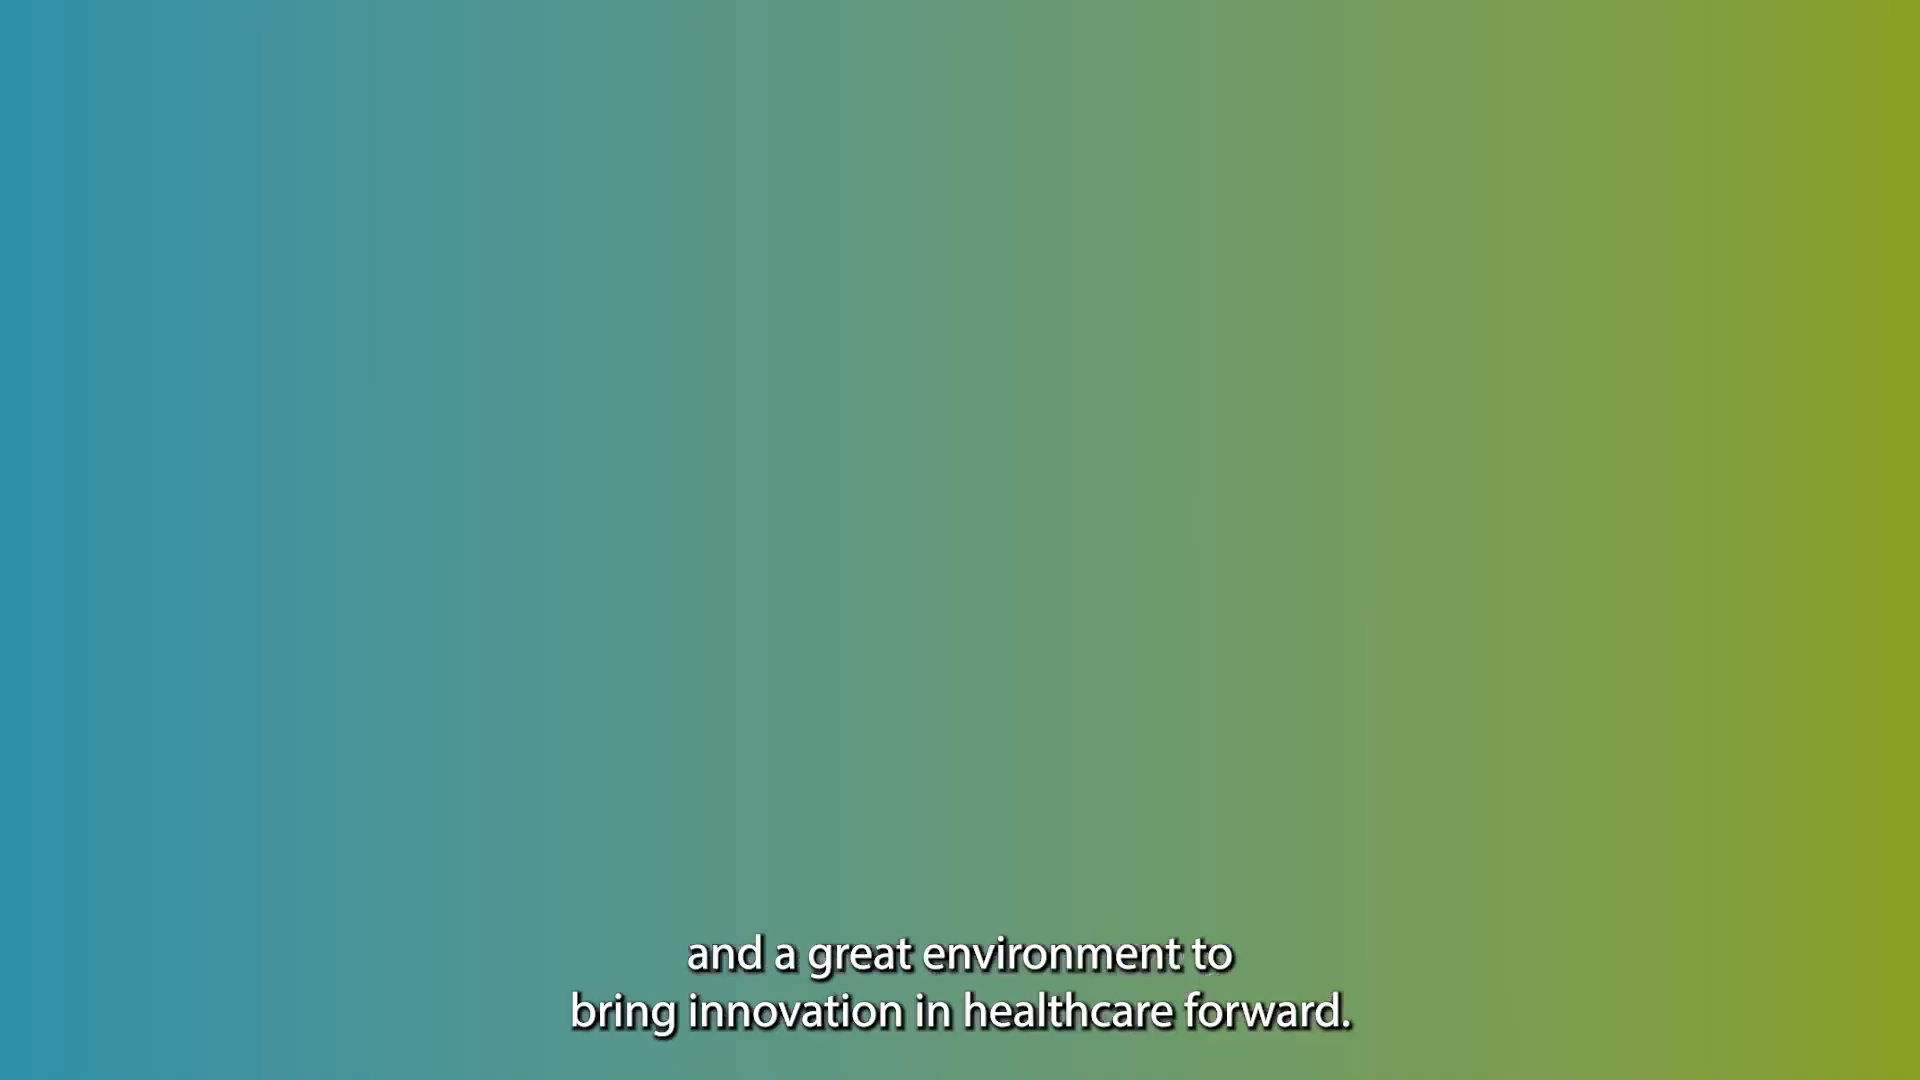 and a great environment to
bring innovation in healthcare forward.